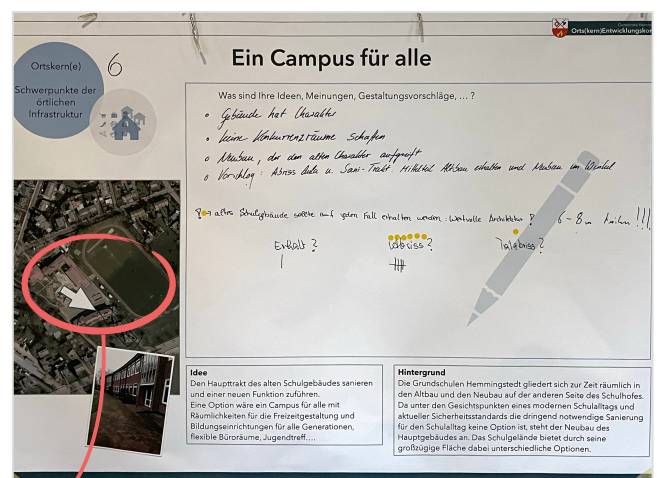 Orts(kern)Entwicklungskon
Ortskern(e)
6
Schwerpunkte der
örtlichen
Infrastruktur
Ein Campus für alle
Was sind Ihre Ideen, Meinungen, Gestaltungsvorschläge, … ?
• Gebäude hat Charakter
• keine Konkurrenzräume schaffen
• Neubau, der den alten Charakter aufgreift
• Vorschlag: Abriss Aula u. Sani-Trakt. Mittelteil Altbau erhalten und Neubau im Winkel
altes Schulgebäude sollte auf jeden Fall erhalten werden: Wertvolle Architektur 6-8m !!!
Erhalt?
Abriss?
Teilabriss?
Idee
Den Haupttrakt des alten Schulgebäudes sanieren
und einer neuen Funktion zuführen.
Eine Option wäre ein Campus für alle mit
Räumlichkeiten für die Freizeitgestaltung und
Bildungseinrichtungen für alle Generationen,
flexible Büroräume, Jugendtreff….
Hintergrund
Die Grundschulen Hemmingstedt gliedert sich zur Zeit räumlich in
den Altbau und den Neubau auf der anderen Seite des Schulhofes.
Da unter den Gesichtspunkten eines modernen Schulalltags und
aktueller Sicherheitsstandards die dringend notwendige Sanierung
für den Schulalltag keine Option ist, steht der Neubau des
Hauptgebäudes an. Das Schulgelände bietet durch seine
großzügige Fläche dabei unterschiedliche Optionen.